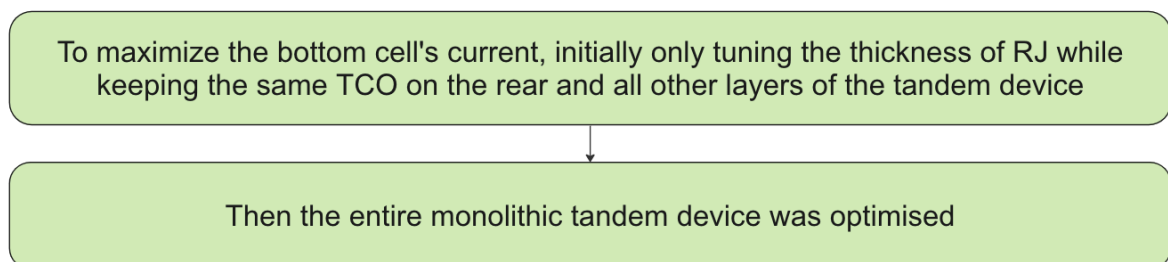 To maximize the bottom cell's current, initially only tuning the thickness of RJ while
keeping the same TCO on the rear and all other layers of the tandem device
Then the entire monolithic tandem device was optimised